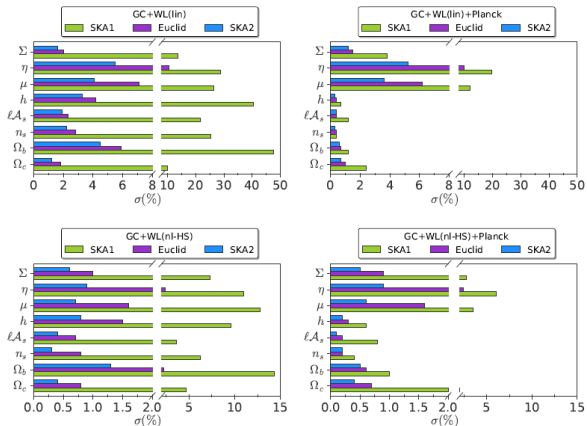 GC+WL(lin)
SKA1 Euclid SKA2
Σ
η
μ
h
ℓA_s
n_s
Ω_b
Ω_c
0 2 4 6 8 10 20 30 40 50
σ(%)
GC+WL(lin)+Planck
SKA1 Euclid SKA2
Σ
η
μ
h
ℓA_s
n_s
Ω_b
Ω_c
0 2 4 6 8 10 20 30 40 50
σ(%)
GC+WL(nl-HS)
SKA1 Euclid SKA2
Σ
η
μ
h
ℓA_s
n_s
Ω_b
Ω_c
0.0 0.5 1.0 1.5 2.0 5 10 15
σ(%)
GC+WL(nl-HS)+Planck
SKA1 Euclid SKA2
Σ
η
μ
h
ℓA_s
n_s
Ω_b
Ω_c
0.0 0.5 1.0 1.5 2.0 5 10 15
σ(%)